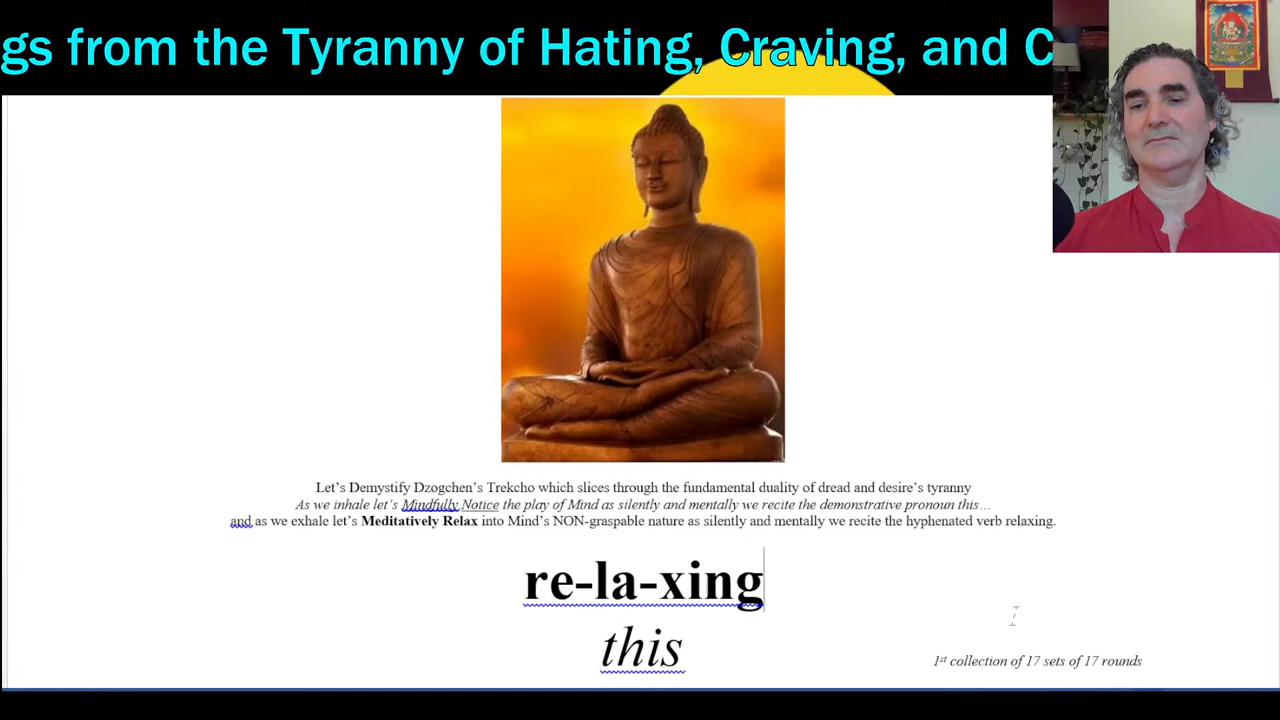 gs from the Tyranny of Hating, Craving, and C
Let's Demystify Dzogchen's Trekcho which slices through the fundamental duality of dread and desire's tyranny
As we inhale let's Mindfully Notice the play of Mind as silently and mentally we recite the demonstrative pronoun this…
and as we exhale let's Meditatively Relax into Mind's NON-graspable nature as silently and mentally we recite the hyphenated verb relaxing.
re-la-xing
this
1st collection of 17 sets of 17 rounds